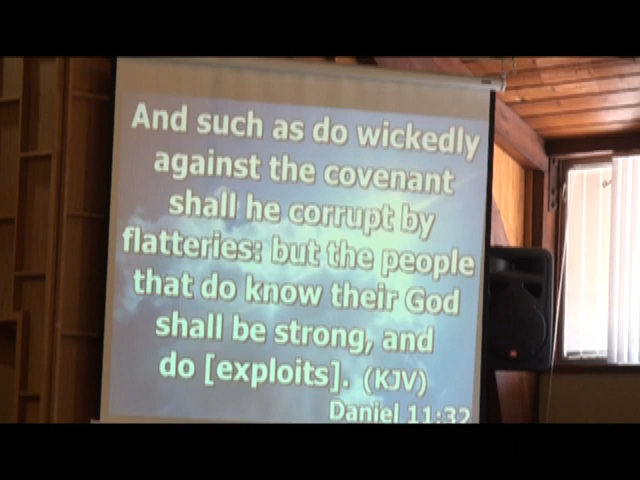 And such as do wickedly
against the covenant
shall he corrupt by
flatteries: but the people
that do know their God
shall be strong, and
do [exploits]. (KJV)
Daniel 11:32